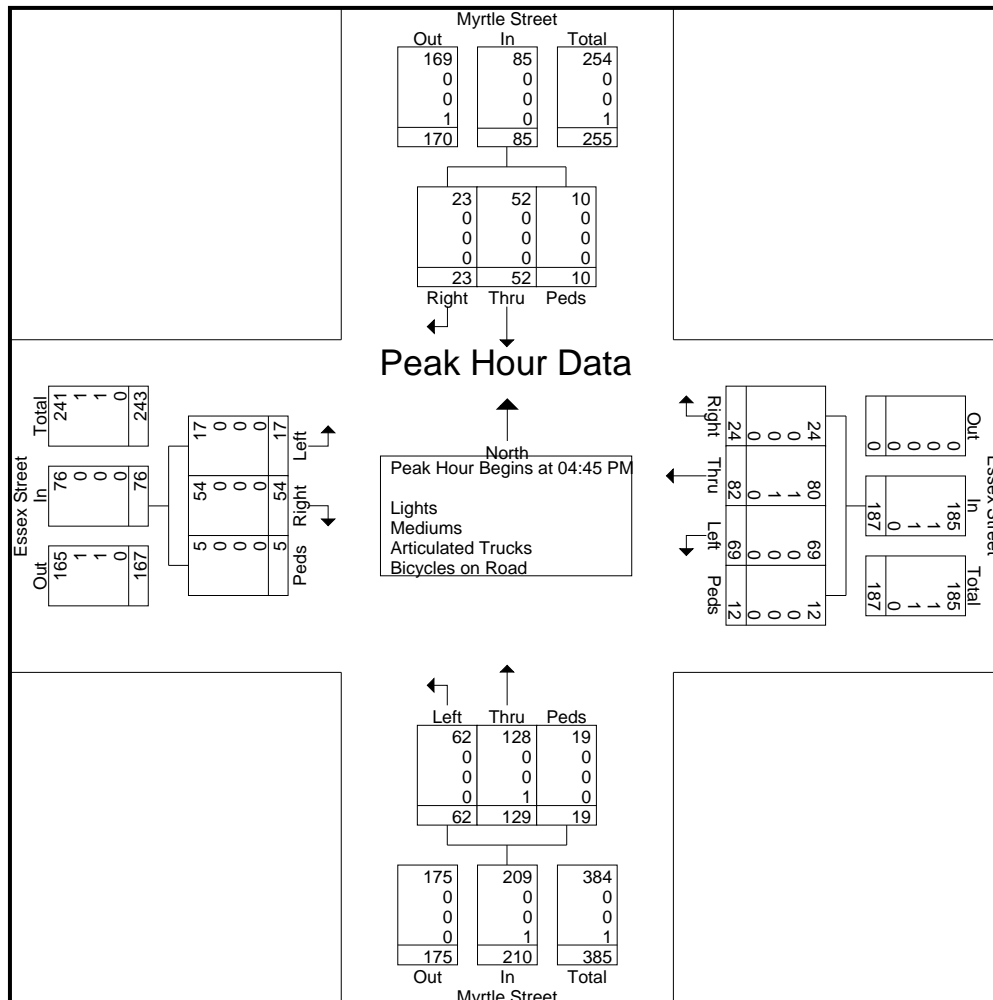 Myrtle Street
Out In Total
169 85 254
0 0 0
0 0 0
1 0 1
170 85 255
23 52 10
0 0 0
0 0 0
0 0 0
23 52 10
Right Thru Peds
Peak Hour Data
North
Peak Hour Begins at 04:45 PM
Lights
Mediums
Articulated Trucks
Bicycles on Road
Essex Street
Total
241 1 1 0 243
In
76 0 0 0 76
Out
165 1 1 0 167
17 0 0 0 17
Left
54 0 0 0 54
Right
5 0 0 0 5
Peds
Right
24 0 0 0 24
Thru
80 1 1 0 82
Left
69 0 0 0 69
Peds
12 0 0 0 12
Out
0 0 0 0 0
In
185 1 1 0 187
Total
185 1 1 0 187
Essex Street
Left Thru Peds
62 128 19
0 0 0
0 0 0
0 1 0
62 129 19
175 209 384
0 0 0
0 0 0
0 1 1
175 210 385
Out In Total
Myrtle Street